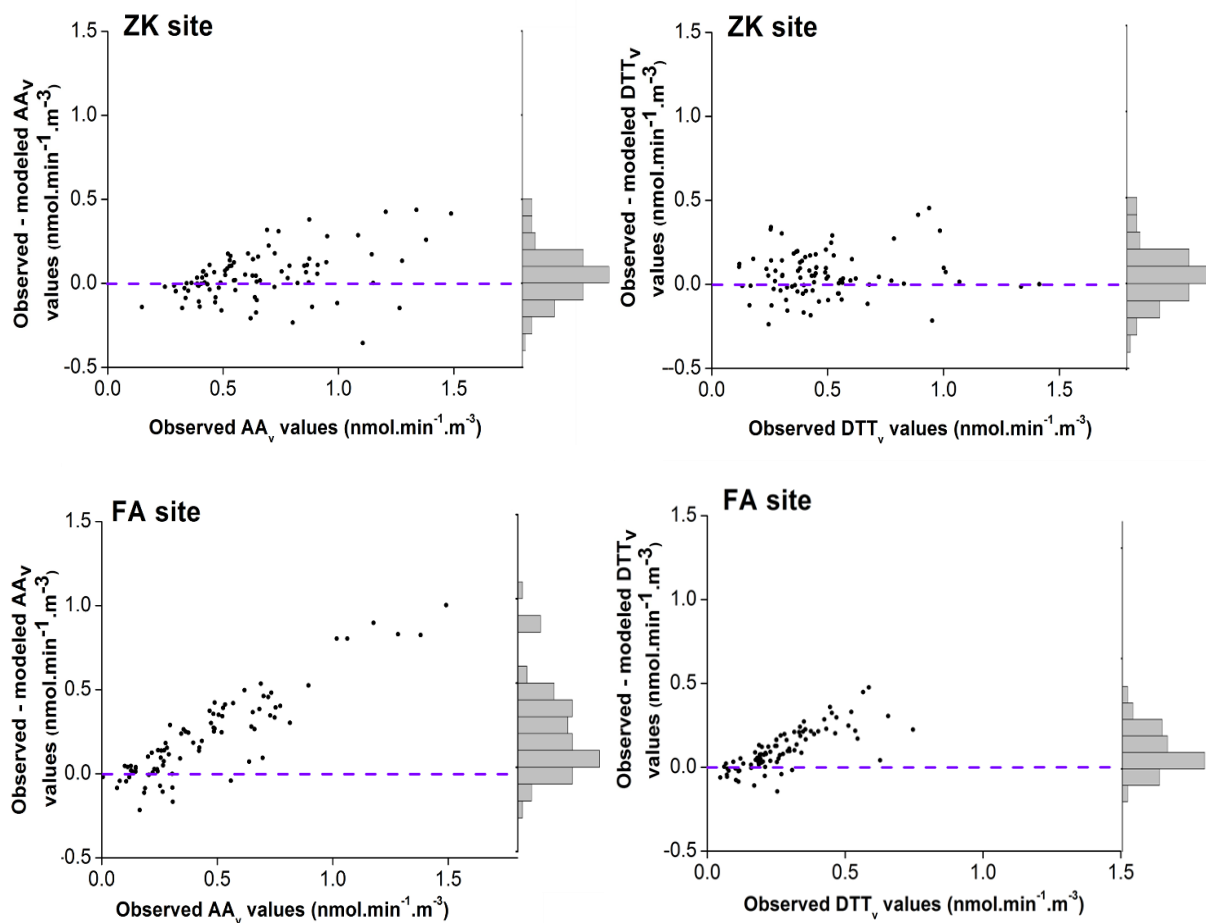 ZK site
Observed - modeled AAv
values (nmol.min-1.m-3)
1.5
1.0
0.5
0.0
-0.5
0.0 0.5 1.0 1.5
Observed AAv values (nmol.min-1.m-3)
ZK site
Observed - modeled DTTv
values (nmol.min-1.m-3)
1.5
1.0
0.5
0.0
-0.5
0.0 0.5 1.0 1.5
Observed DTTv values (nmol.min-1.m-3)
FA site
Observed - modeled AAv
values (nmol.min-1.m-3)
1.5
1.0
0.5
0.0
-0.5
0.0 0.5 1.0 1.5
Observed AAv values (nmol.min-1.m-3)
FA site
Observed - modeled DTTv
values (nmol.min-1.m-3)
1.5
1.0
0.5
0.0
-0.5
0.0 0.5 1.0 1.5
Observed DTTv values (nmol.min-1.m-3)